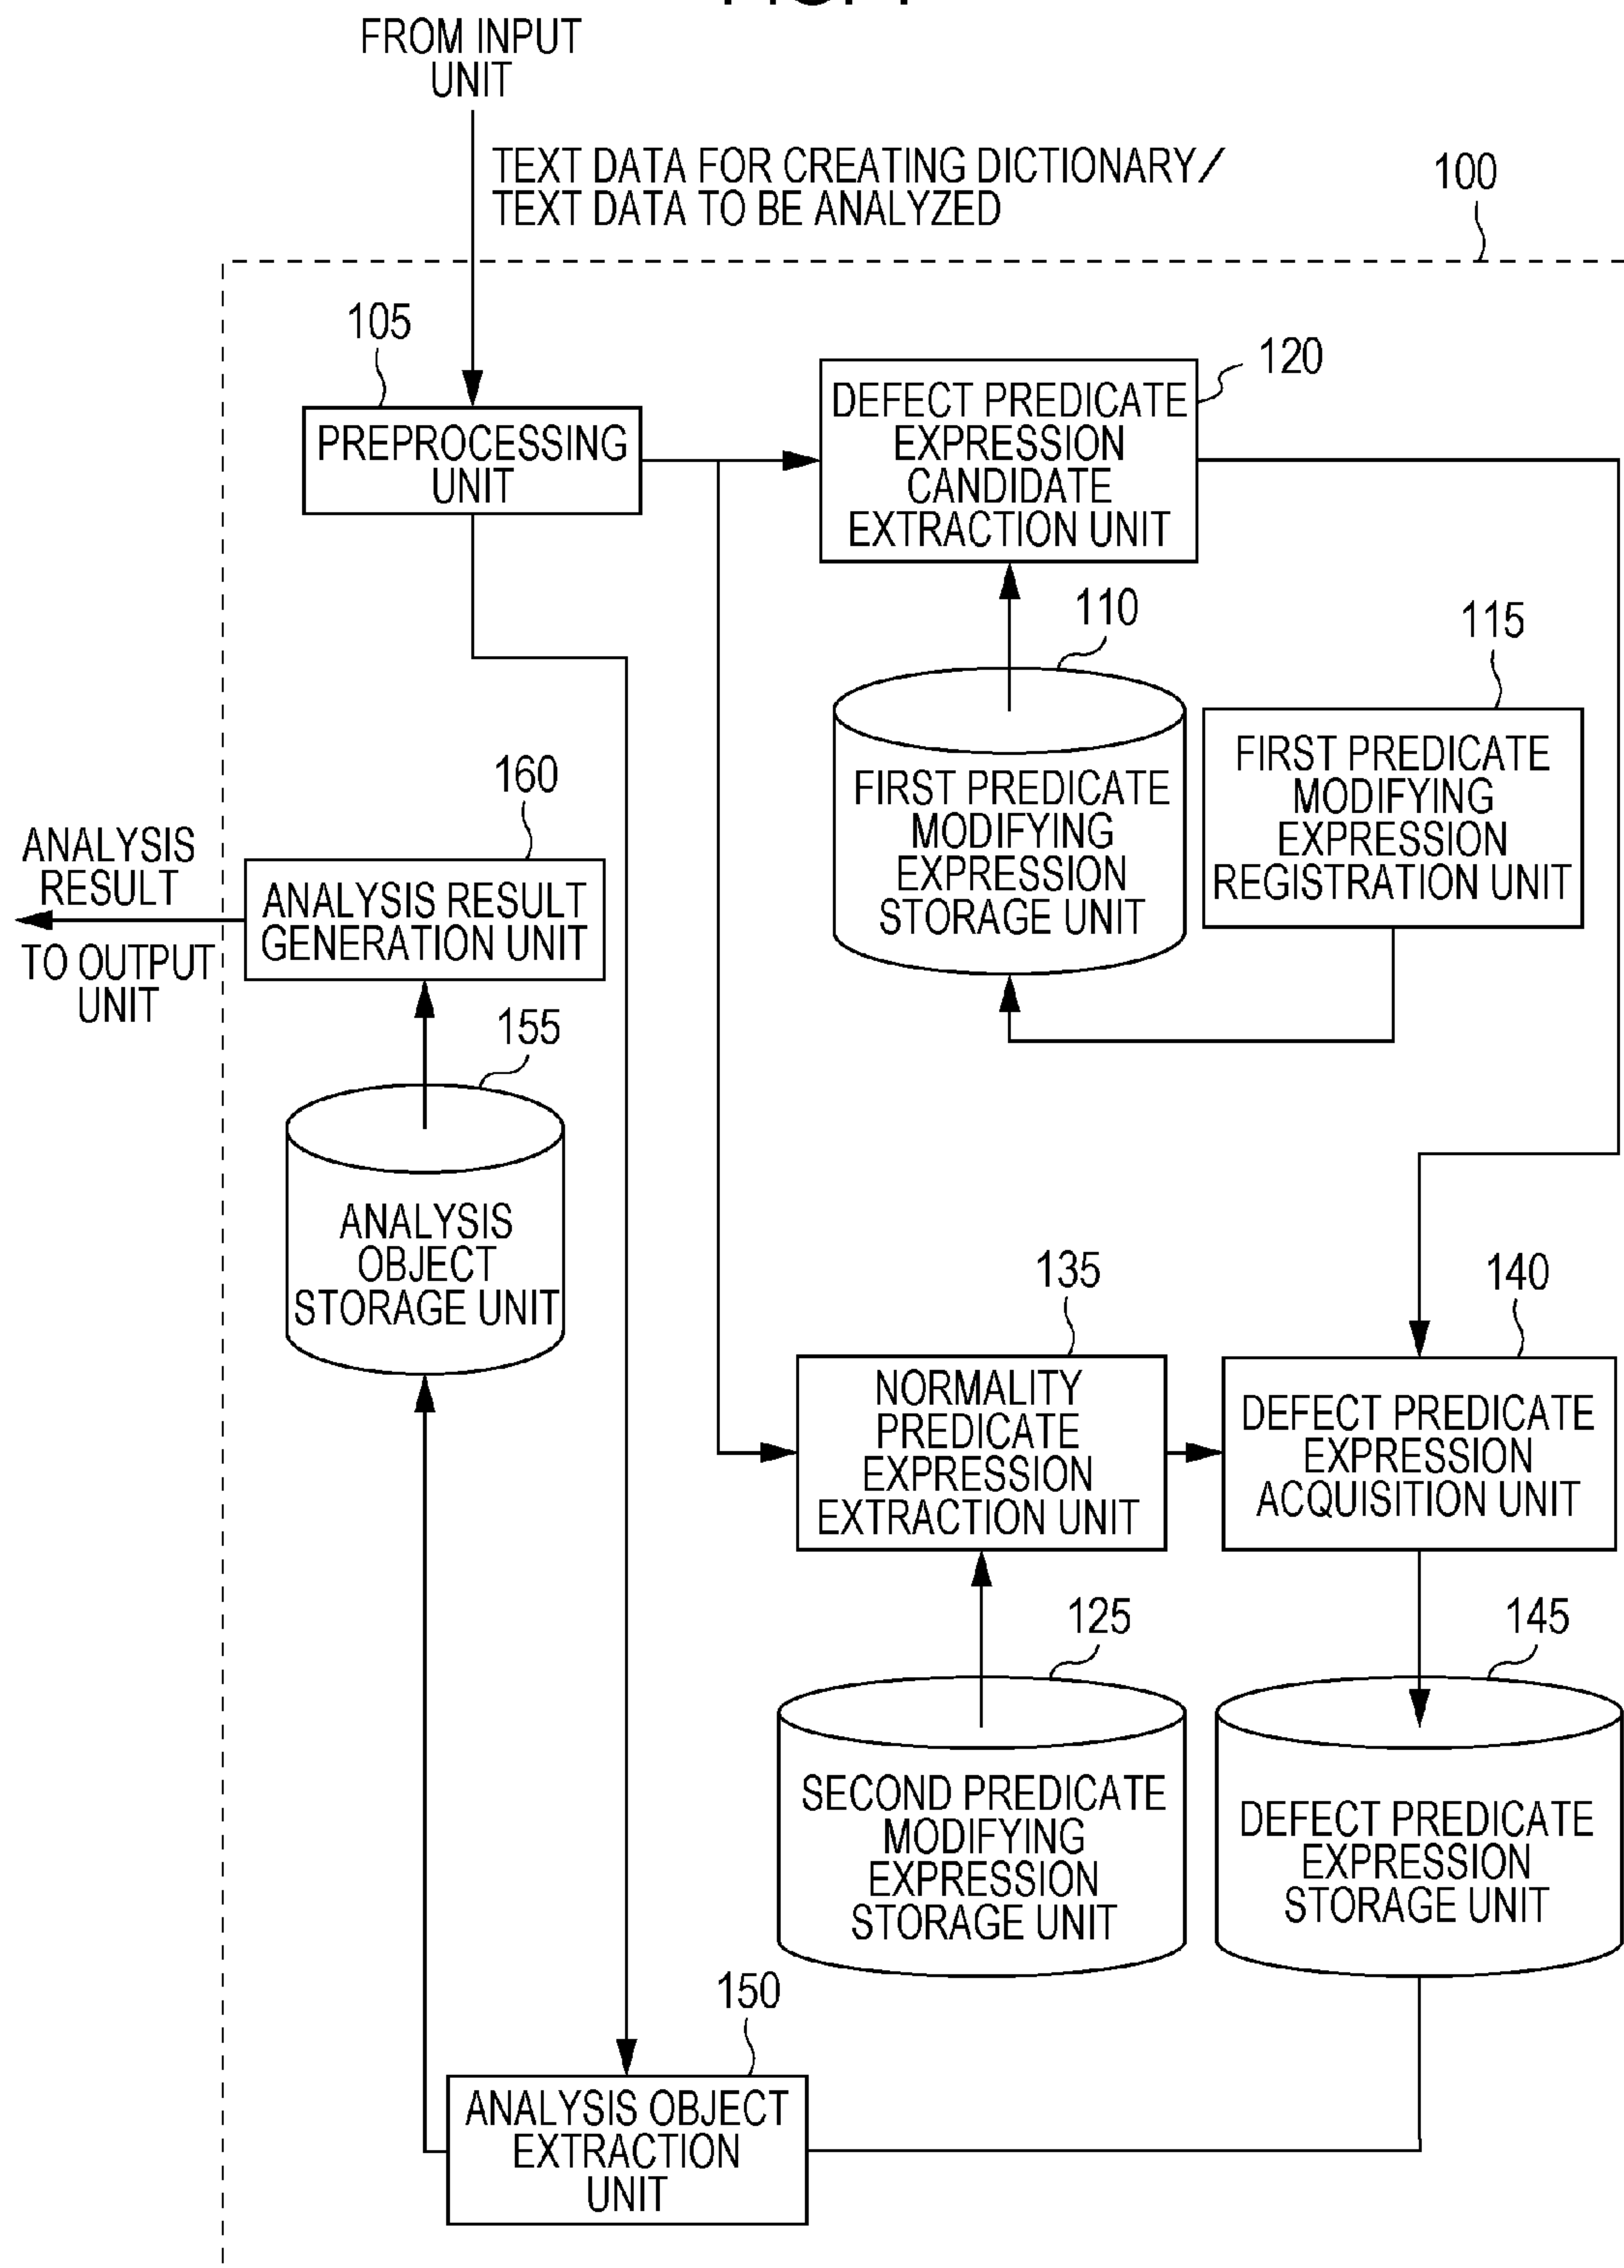 FROM INPUT
UNIT
TEXT DATA FOR CREATING DICTIONARY/
TEXT DATA TO BE ANALYZED
100
105
PREPROCESSING
UNIT
120
DEFECT PREDICATE
EXPRESSION
CANDIDATE
EXTRACTION UNIT
110
FIRST PREDICATE
MODIFYING
EXPRESSION
STORAGE UNIT
115
FIRST PREDICATE
MODIFYING
EXPRESSION
REGISTRATION UNIT
160
ANALYSIS RESULT
GENERATION UNIT
ANALYSIS
RESULT
TO OUTPUT
UNIT
155
ANALYSIS
OBJECT
STORAGE UNIT
135
NORMALITY
PREDICATE
EXPRESSION
EXTRACTION UNIT
140
DEFECT PREDICATE
EXPRESSION
ACQUISITION UNIT
125
SECOND PREDICATE
MODIFYING
EXPRESSION
STORAGE UNIT
145
DEFECT PREDICATE
EXPRESSION
STORAGE UNIT
150
ANALYSIS OBJECT
EXTRACTION
UNIT